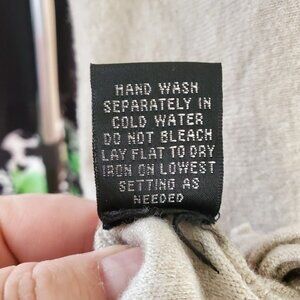 HAND WASH
SEPARATELY IN
COLD WATER
DO NOT BLEACH
LAY FLAT TO DRY
IRON ON LOWEST
SETTING AS
NEEDED